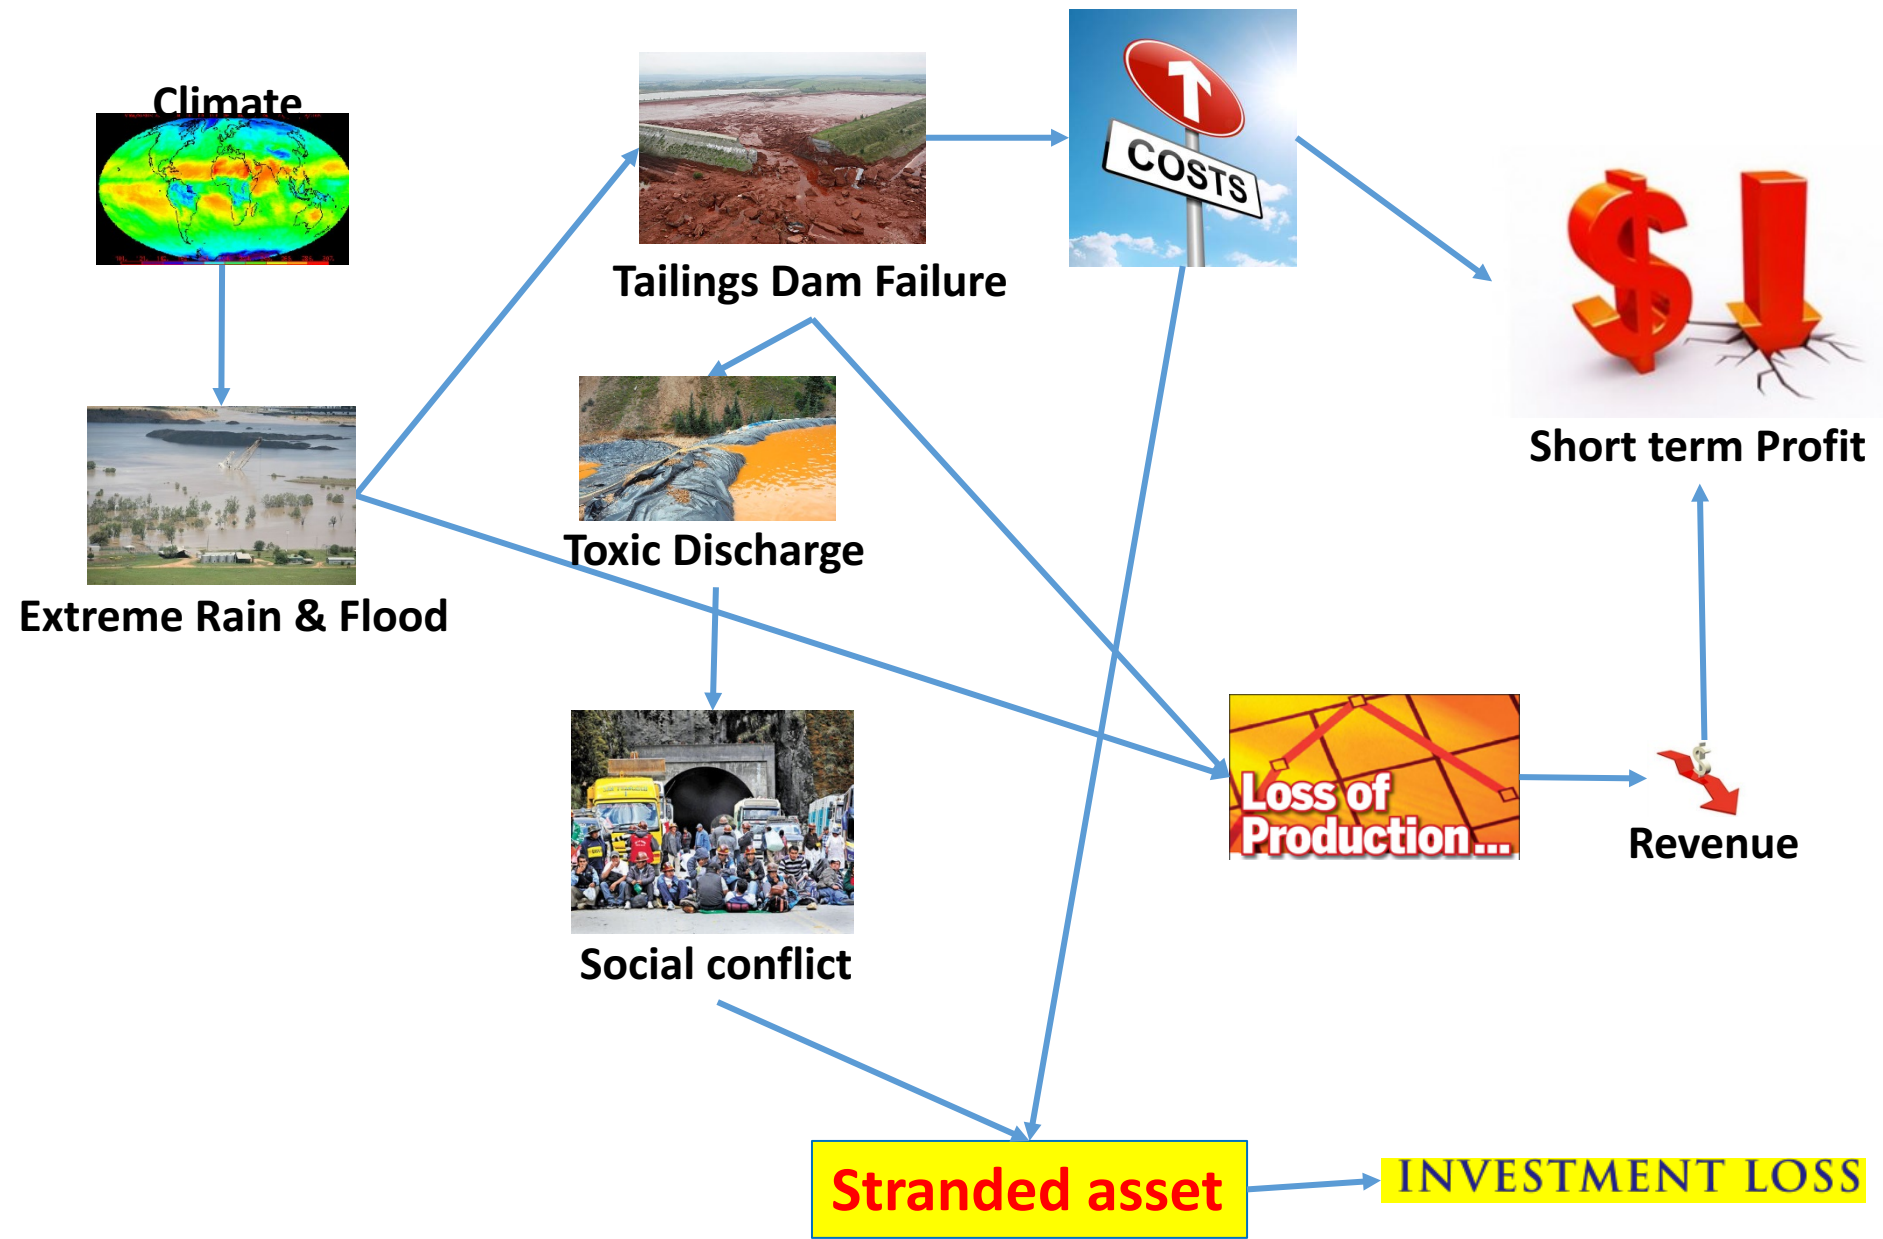 Climate
Tailings Dam Failure
COSTS
Short term Profit
Extreme Rain & Flood
Toxic Discharge
Loss of
Production...
Revenue
Social conflict
Stranded asset
INVESTMENT LOSS